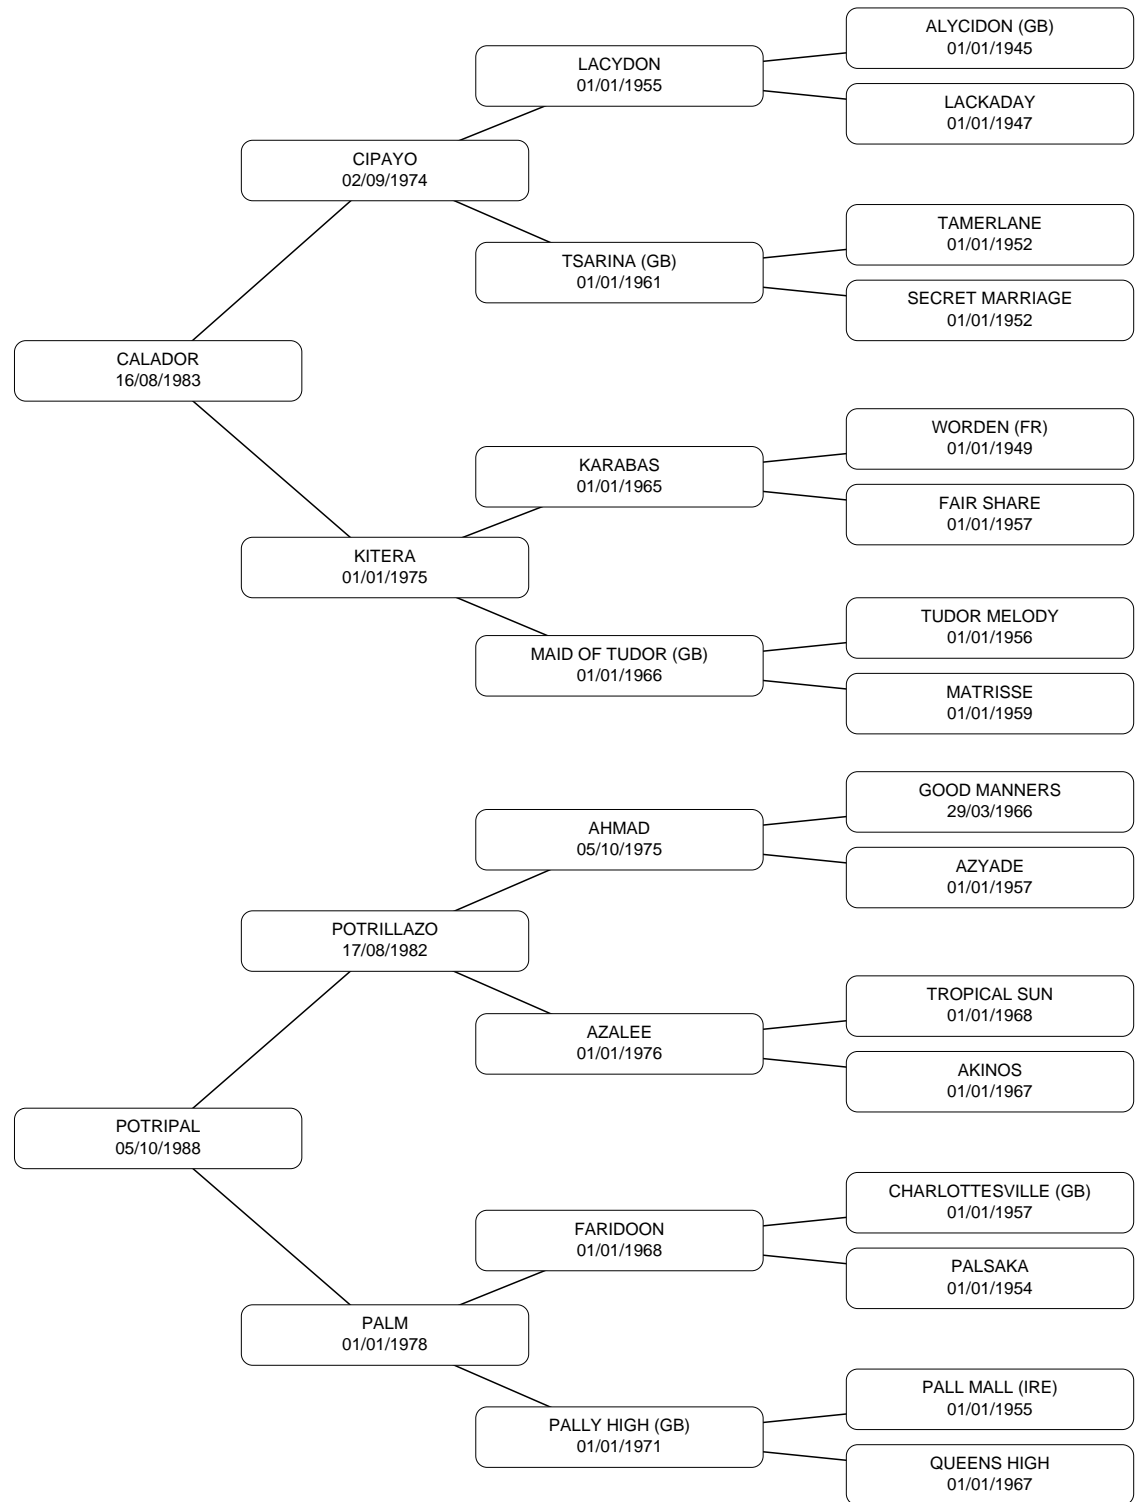 ALYCIDON (GB)
01/01/1945
LACYDON
01/01/1955
LACKADAY
01/01/1947
CIPAYO
02/09/1974
TAMERLANE
01/01/1952
TSARINA (GB)
01/01/1961
SECRET MARRIAGE
01/01/1952
CALADOR
16/08/1983
WORDEN (FR)
01/01/1949
KARABAS
01/01/1965
FAIR SHARE
01/01/1957
KITERA
01/01/1975
TUDOR MELODY
01/01/1956
MAID OF TUDOR (GB)
01/01/1966
MATRISSE
01/01/1959
GOOD MANNERS
29/03/1966
AHMAD
05/10/1975
AZYADE
01/01/1957
POTRILLAZO
17/08/1982
TROPICAL SUN
01/01/1968
AZALEE
01/01/1976
AKINOS
01/01/1967
POTRIPAL
05/10/1988
CHARLOTTESVILLE (GB)
01/01/1957
FARIDOON
01/01/1968
PALSAKA
01/01/1954
PALM
01/01/1978
PALL MALL (IRE)
01/01/1955
PALLY HIGH (GB)
01/01/1971
QUEENS HIGH
01/01/1967